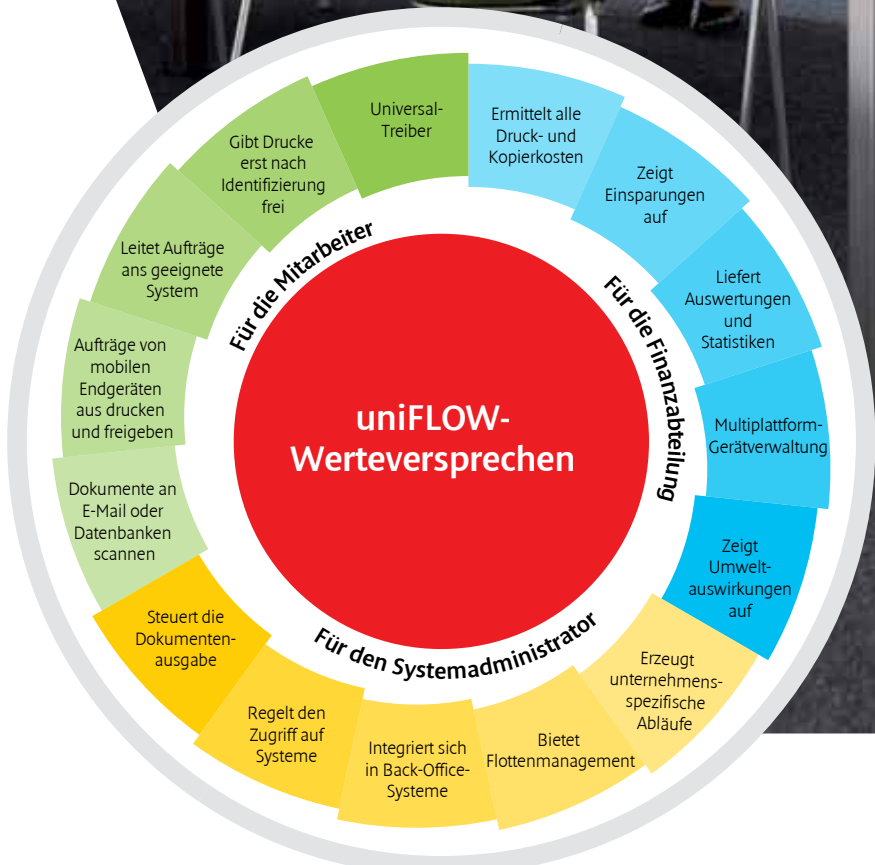 Universal-
Treiber
Ermittelt alle
Druck- und
Kopierkosten
Zeigt
Einsparungen
auf
Liefert
Auswertungen
und
Statistiken
Multiplattform-
Gerätverwaltung
Zeigt
Umwelt-
auswirkungen
auf
Erzeugt
unternehmens-
spezifische
Abläufe
Bietet
Flottenmanagement
Integriert sich
in Back-Office-
Systeme
Regelt den
Zugriff auf
Systeme
Steuert die
Dokumenten-
ausgabe
Dokumente an
E-Mail oder
Datenbanken
scannen
Aufträge von
mobilen
Endgeräten
aus drucken
und freigeben
Leitet Aufträge
ans geeignete
System
Gibt Drucke
erst nach
Identifizierung
frei
Für die Mitarbeiter
Für die Finanzabteilung
Für den Systemadministrator
uniFLOW-
Werteversprechen